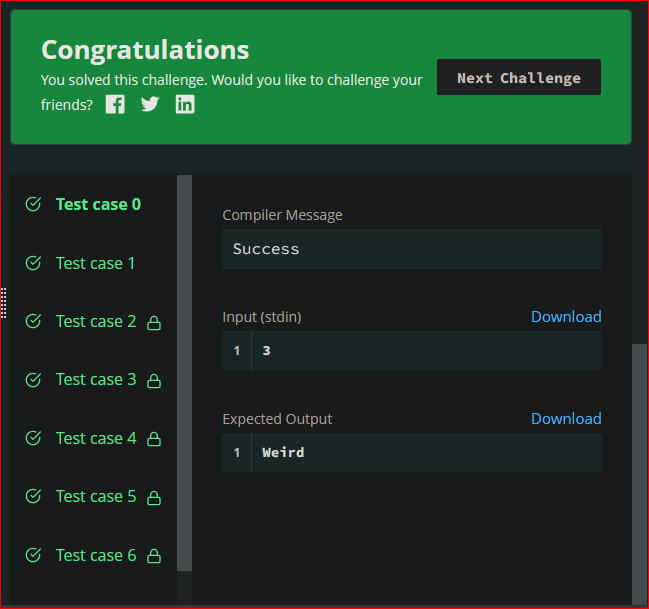 Congratulations
You solved this challenge. Would you like to challenge your
friends?
Next Challenge
Test case 0
Test case 1
Test case 2
Test case 3
Test case 4
Test case 5
Test case 6
Compiler Message
Success
Input (stdin)
Download
1 3
Expected Output
Download
1 Weird